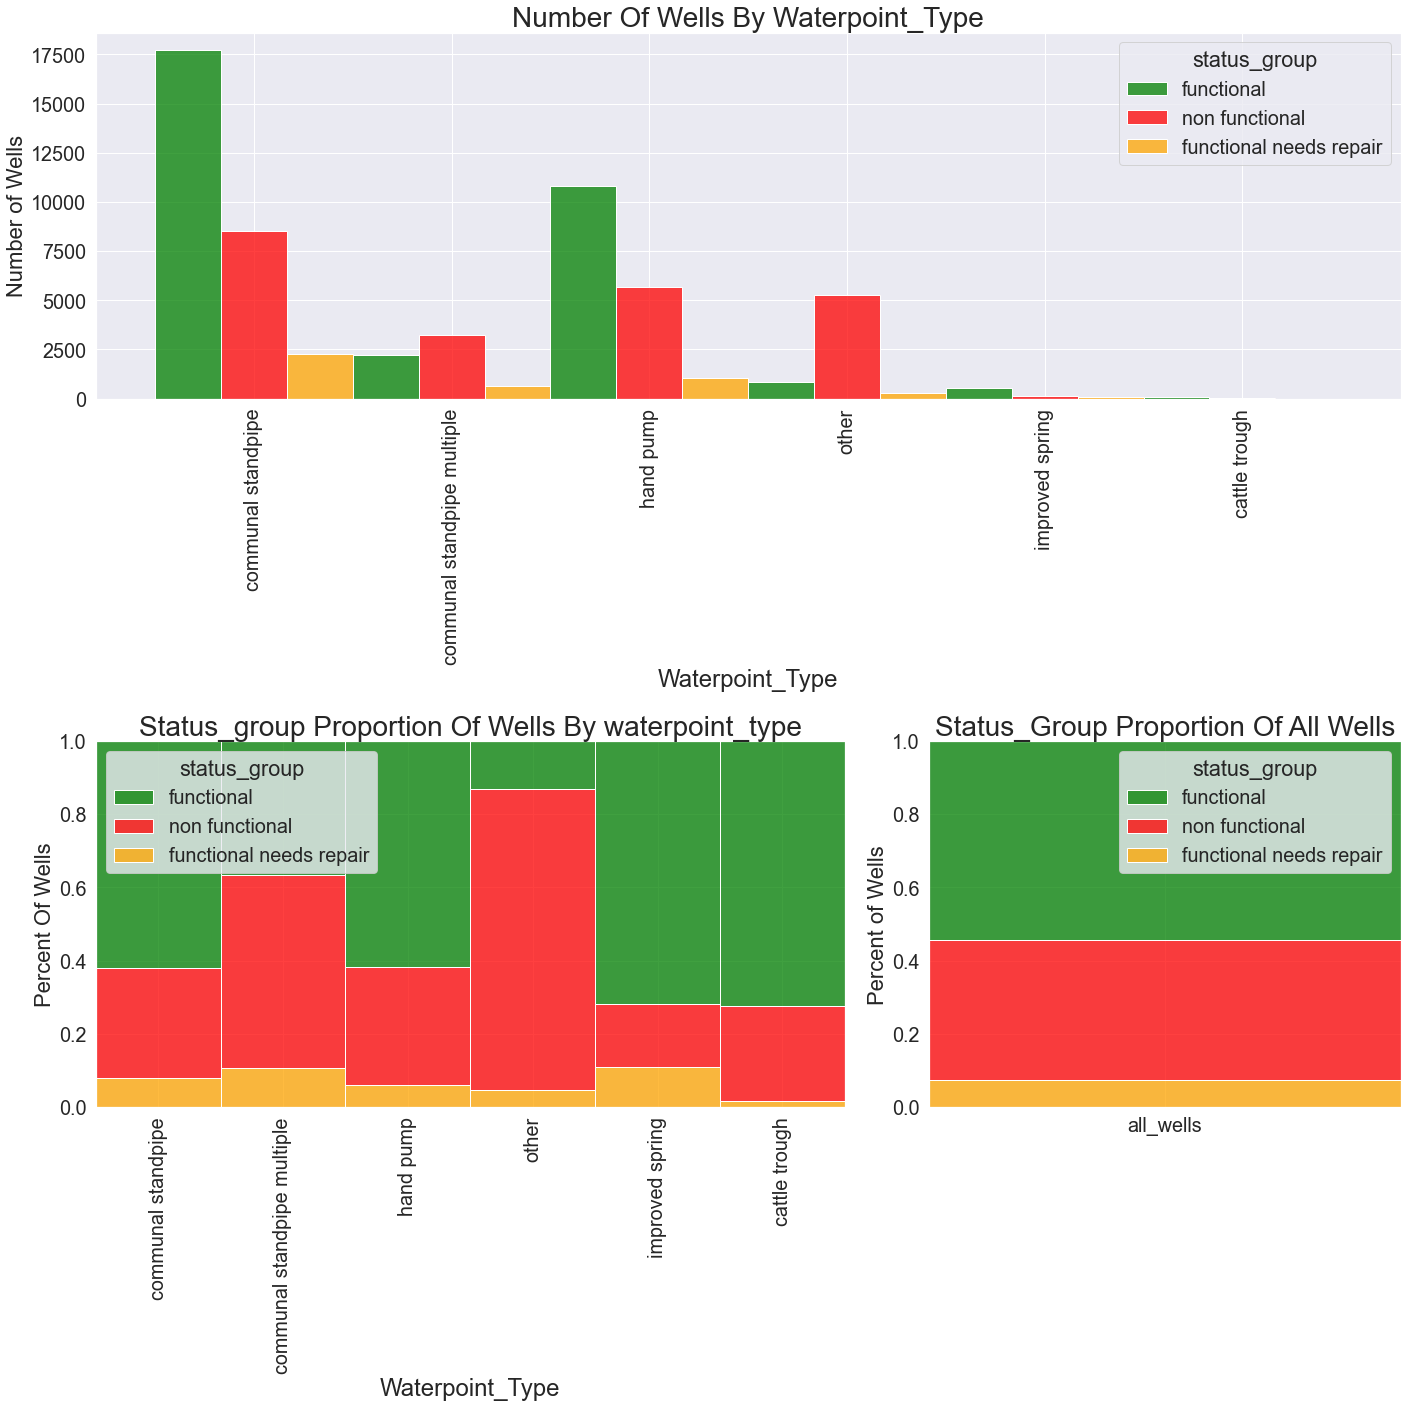 Number Of Wells By Waterpoint_Type
Number of Wells
17500
15000
12500
10000
7500
5000
2500
0
status_group
functional
non functional
functional needs repair
communal standpipe
communal standpipe multiple
hand pump
other
improved spring
cattle trough
Waterpoint_Type
Status_group Proportion Of Wells By waterpoint_type
Percent Of Wells
1.0
0.8
0.6
0.4
0.2
0.0
status_group
functional
non functional
functional needs repair
communal standpipe
communal standpipe multiple
hand pump
other
improved spring
cattle trough
Waterpoint_Type
Status_Group Proportion Of All Wells
Percent of Wells
1.0
0.8
0.6
0.4
0.2
0.0
status_group
functional
non functional
functional needs repair
all_wells